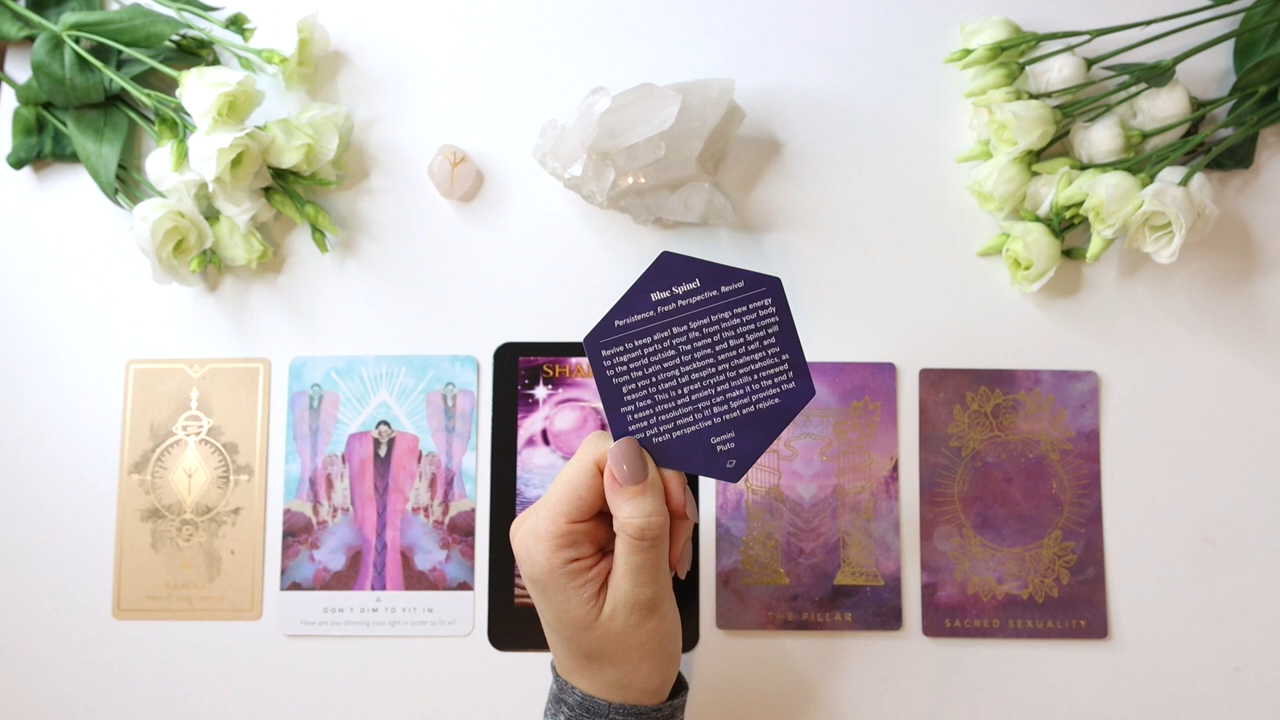 Blue Spinel
Persistence, Fresh Perspective, Revival
Revive to keep alive! Blue Spinel brings new energy
to stagnant parts of your life, from inside your body
to the world outside. The name of this stone comes
from the Latin word for spine, and Blue Spinel will
give you a strong backbone, sense of self, and
reason to stand tall despite any challenges you
may face. This is a great crystal for workaholics, as
it eases stress and anxiety and instills a renewed
sense of resolution—you can make it to the end if
you put your mind to it! Blue Spinel provides that
fresh perspective to reset and rejoice.
Gemini
Pluto
SHA
DON'T DIM TO FIT IN
How are you dimming your light in order to fit in?
THE PILLAR
SACRED SEXUALITY